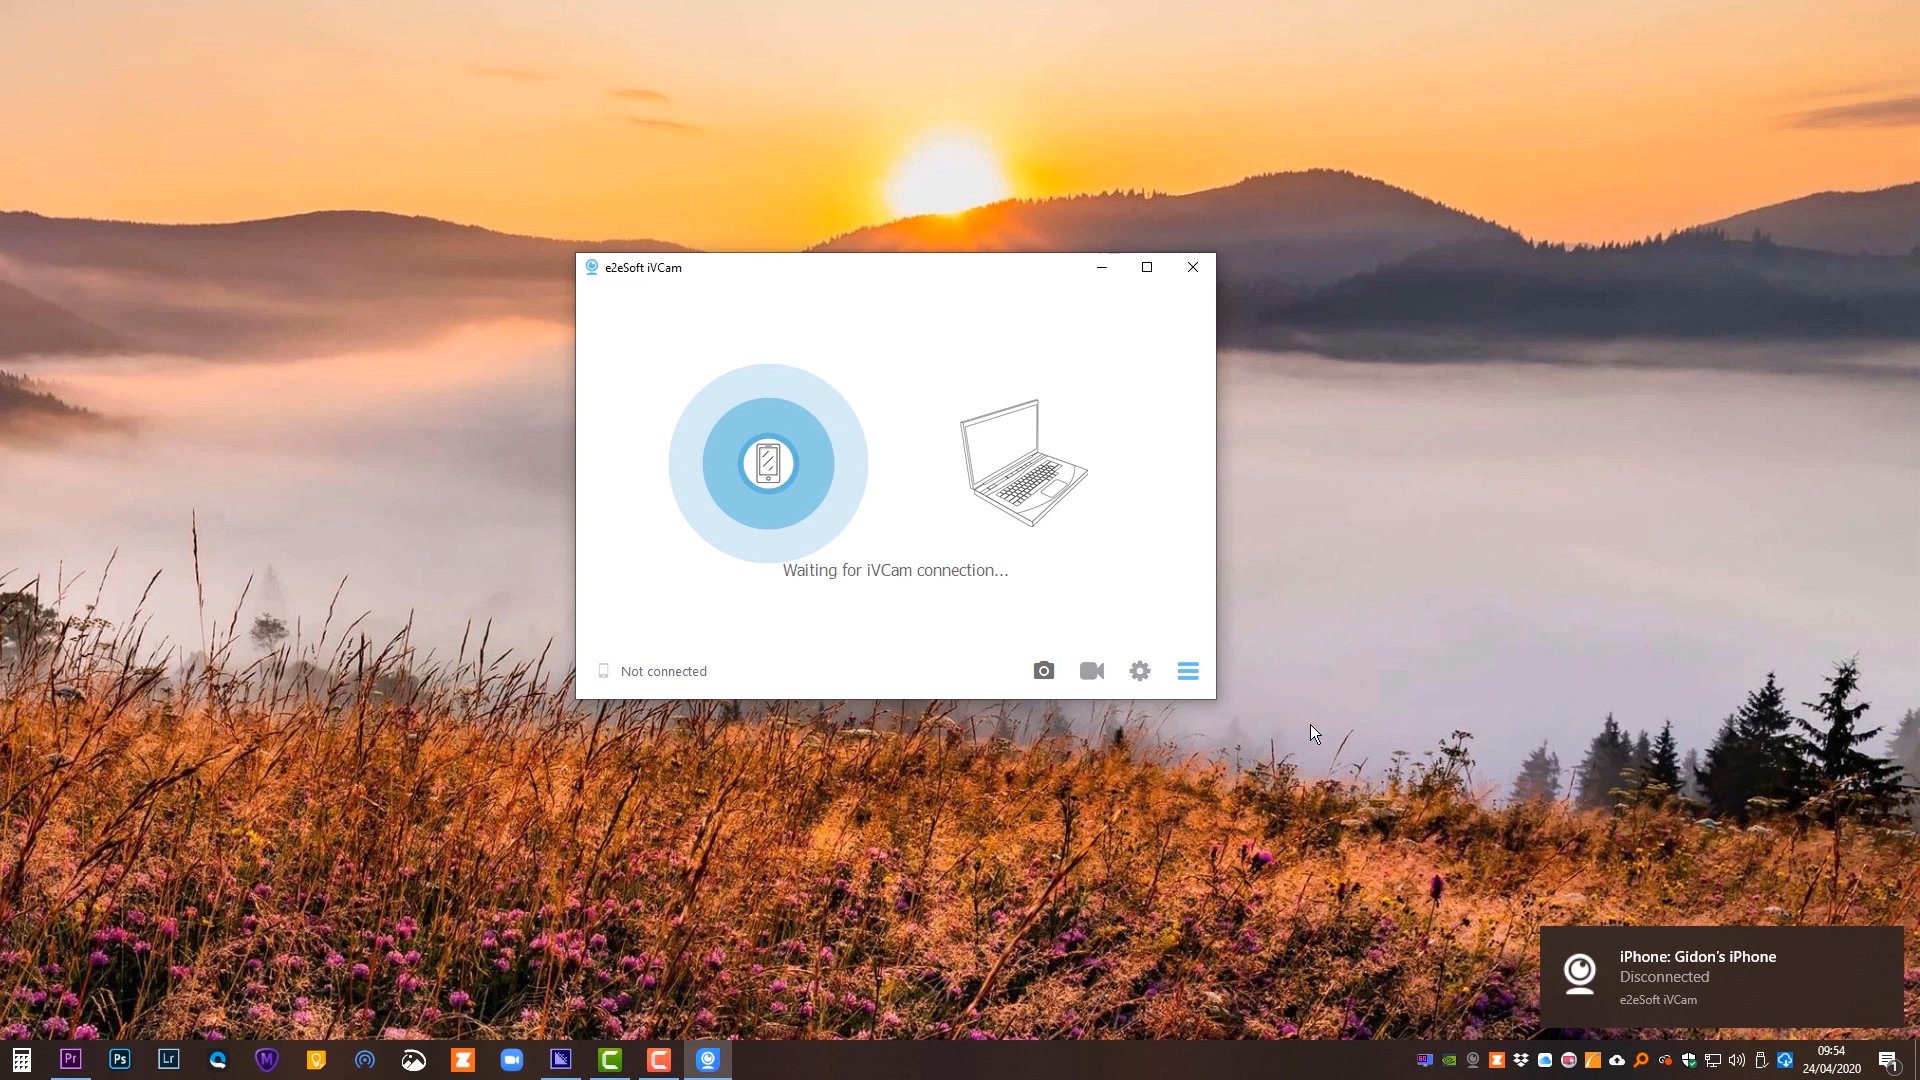 e2eSoft iVCam
Waiting for iVCam connection...
Not connected
iPhone: Gidon's iPhone
Disconnected
e2eSoft iVCam
Pr
Ps
Lr
M
09:54
24/04/2020
1